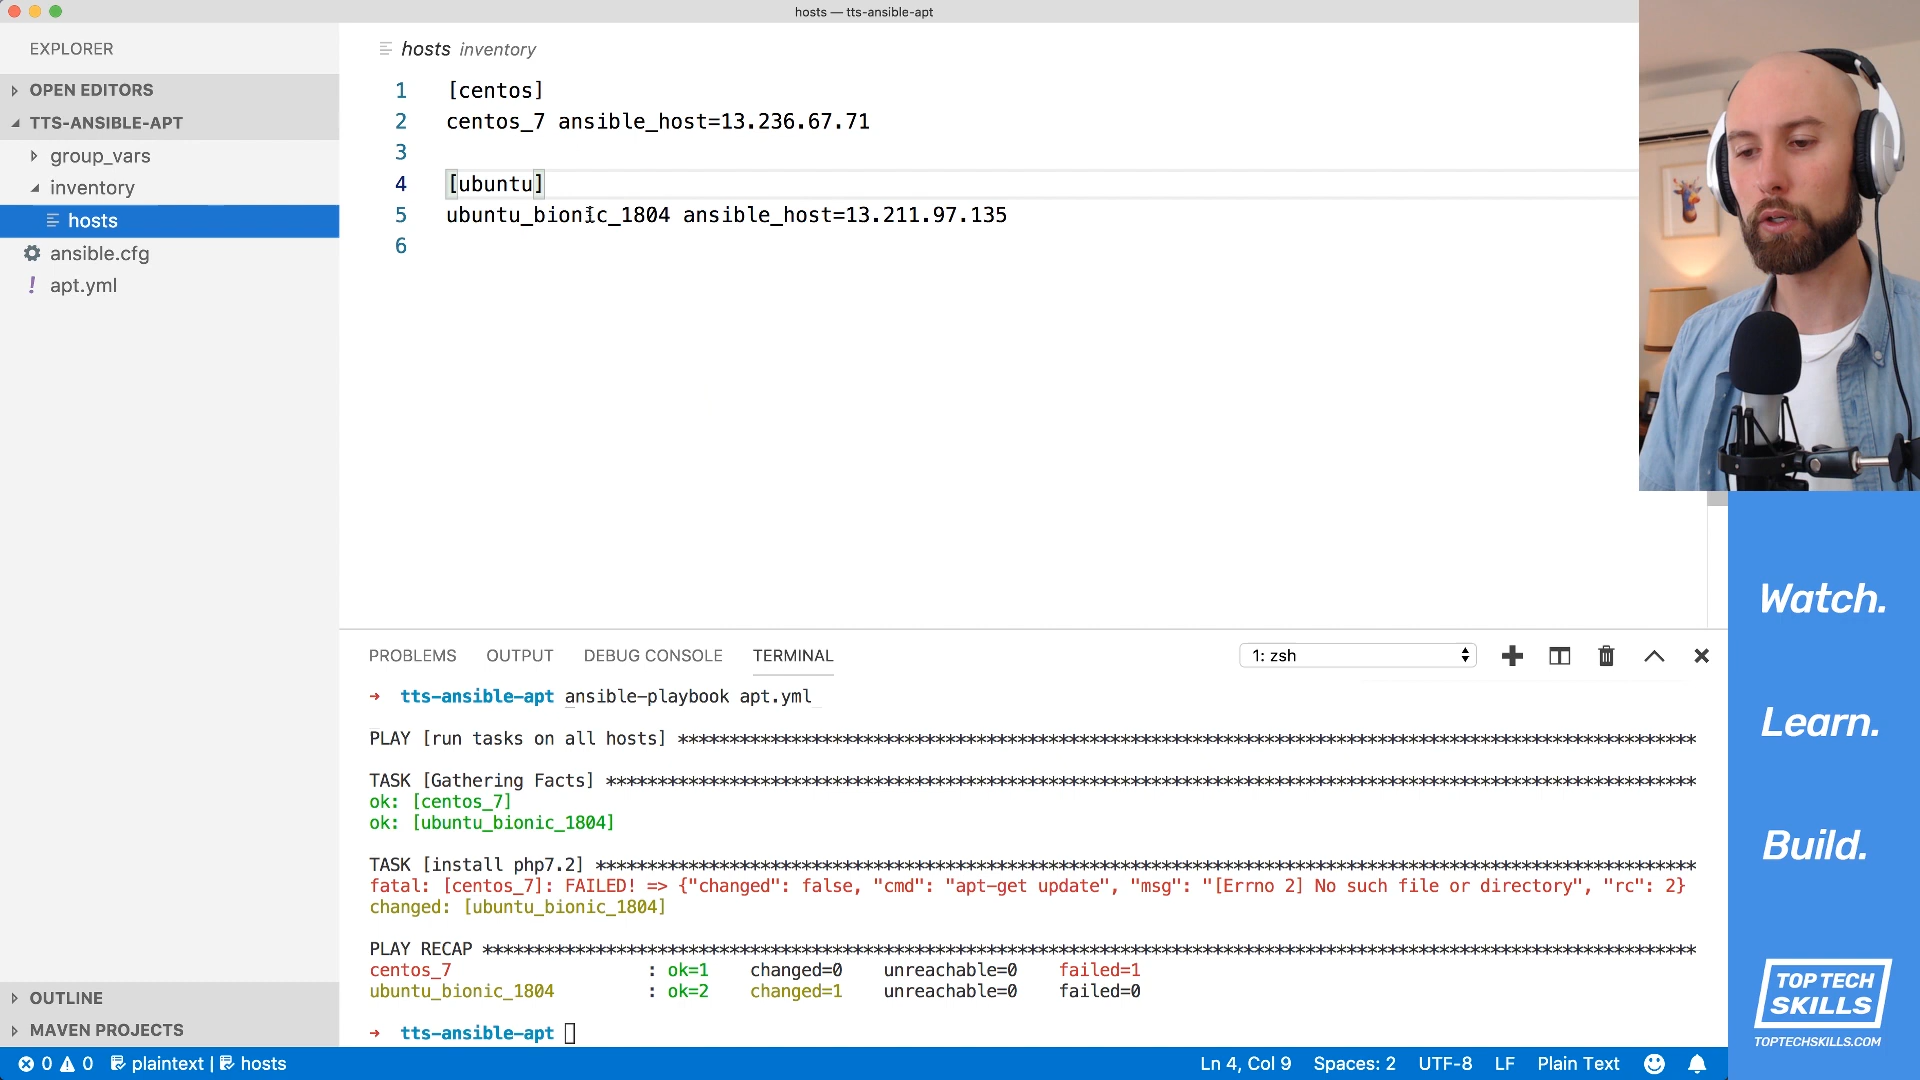 hosts — tts-ansible-apt
EXPLORER
OPEN EDITORS
TTS-ANSIBLE-APT
group_vars
inventory
hosts
ansible.cfg
! apt.yml
OUTLINE
MAVEN PROJECTS
hosts inventory
1 [centos]
2 centos_7 ansible_host=13.236.67.71
3
4 [ubuntu]
5 ubuntu_bionic_1804 ansible_host=13.211.97.135
6
PROBLEMS OUTPUT DEBUG CONSOLE TERMINAL 1: zsh
→ tts-ansible-apt ansible-playbook apt.yml
PLAY [run tasks on all hosts] ***************************************************************************************************
TASK [Gathering Facts] **********************************************************************************************************
ok: [centos_7]
ok: [ubuntu_bionic_1804]
TASK [install php7.2] ***********************************************************************************************************
fatal: [centos_7]: FAILED! => {"changed": false, "cmd": "apt-get update", "msg": "[Errno 2] No such file or directory", "rc": 2}
changed: [ubuntu_bionic_1804]
PLAY RECAP **********************************************************************************************************************
centos_7 : ok=1 changed=0 unreachable=0 failed=1
ubuntu_bionic_1804 : ok=2 changed=1 unreachable=0 failed=0
→ tts-ansible-apt
0 0 plaintext | hosts Ln 4, Col 9 Spaces: 2 UTF-8 LF Plain Text
Watch.
Learn.
Build.
TOP TECH
SKILLS
TOPTECHSKILLS.COM